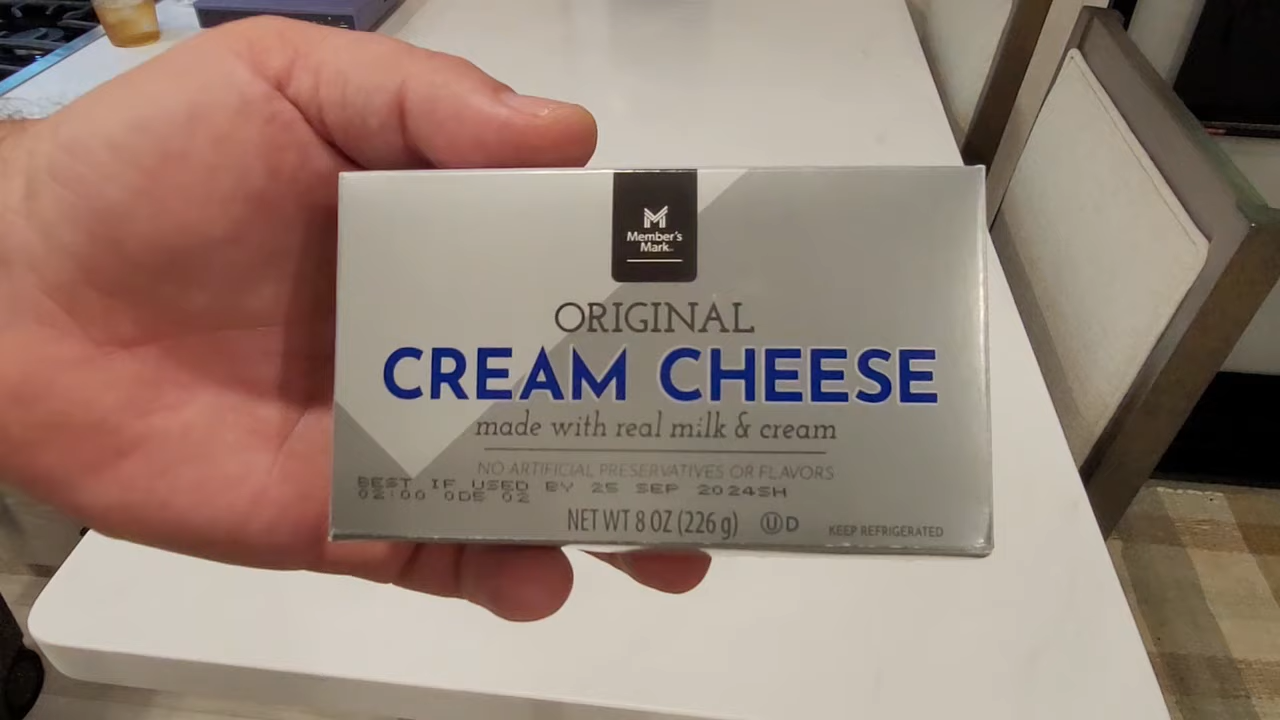 Member's
Mark
ORIGINAL
CREAM CHEESE
made with real milk & cream
NO ARTIFICIAL PRESERVATIVES OR FLAVORS
BEST IF USED BY 25 SEP 2024SH
02:00 0DS 02
NET WT 8 OZ (226 g) Ⓤ D KEEP REFRIGERATED